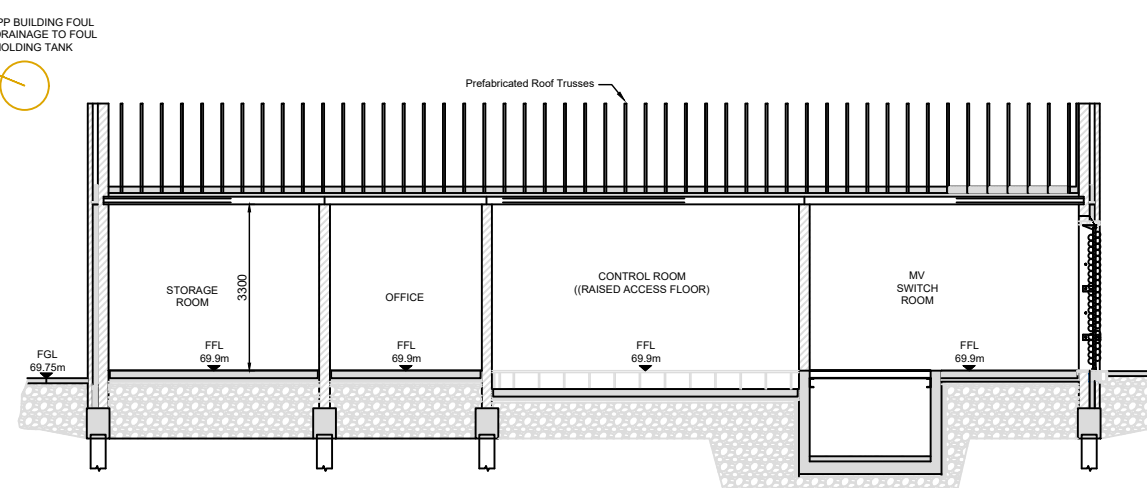 PP BUILDING FOUL
DRAINAGE TO FOUL
HOLDING TANK
Prefabricated Roof Trusses
STORAGE
ROOM
3300
OFFICE
CONTROL ROOM
((RAISED ACCESS FLOOR)
MV
SWITCH
ROOM
FGL
69.75m
FFL
69.9m
FFL
69.9m
FFL
69.9m
FFL
69.9m